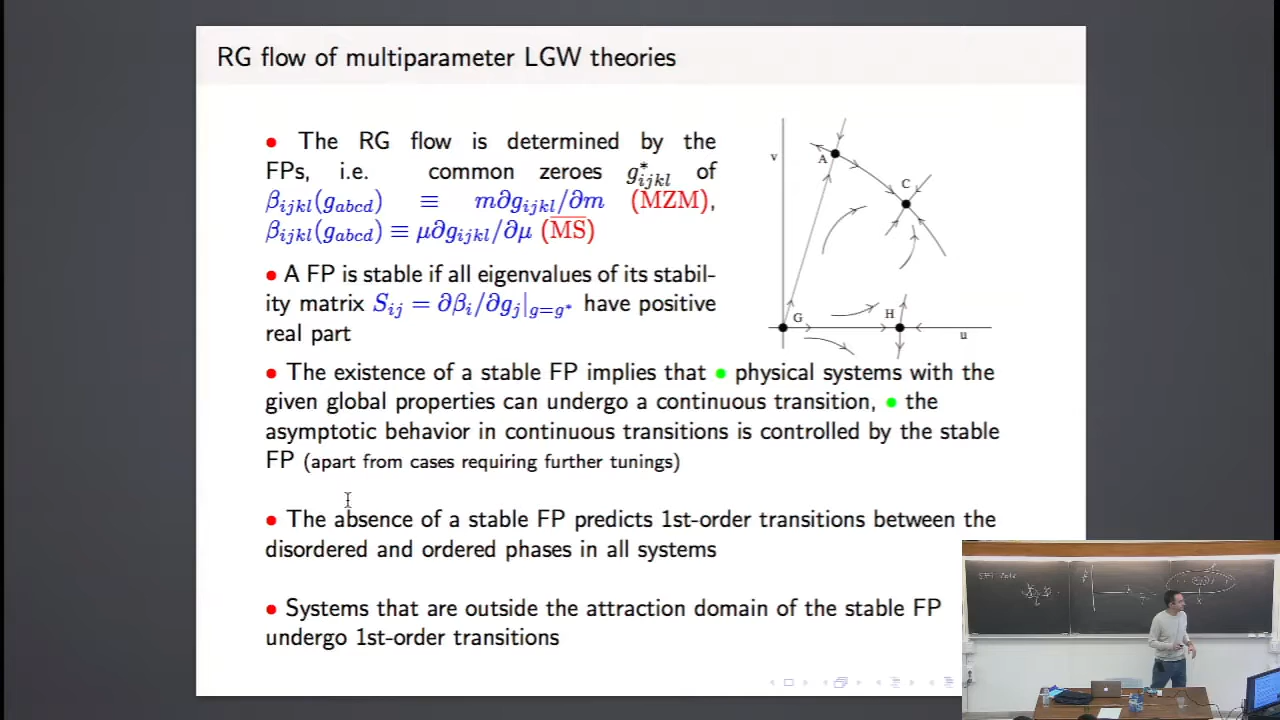 RG flow of multiparameter LGW theories
• The RG flow is determined by the
FPs, i.e. common zeroes g*ijkl of
βijkl(gabcd) ≡ m∂gijkl/∂m (MZM),
βijkl(gabcd) ≡ μ∂gijkl/∂μ (M̅S̅)
• A FP is stable if all eigenvalues of its stabil-
ity matrix Sij = ∂βi/∂gj|g=g* have positive
real part
v
A
C
G
H
u
• The existence of a stable FP implies that • physical systems with the
given global properties can undergo a continuous transition, • the
asymptotic behavior in continuous transitions is controlled by the stable
FP (apart from cases requiring further tunings)
• The absence of a stable FP predicts 1st-order transitions between the
disordered and ordered phases in all systems
• Systems that are outside the attraction domain of the stable FP
undergo 1st-order transitions